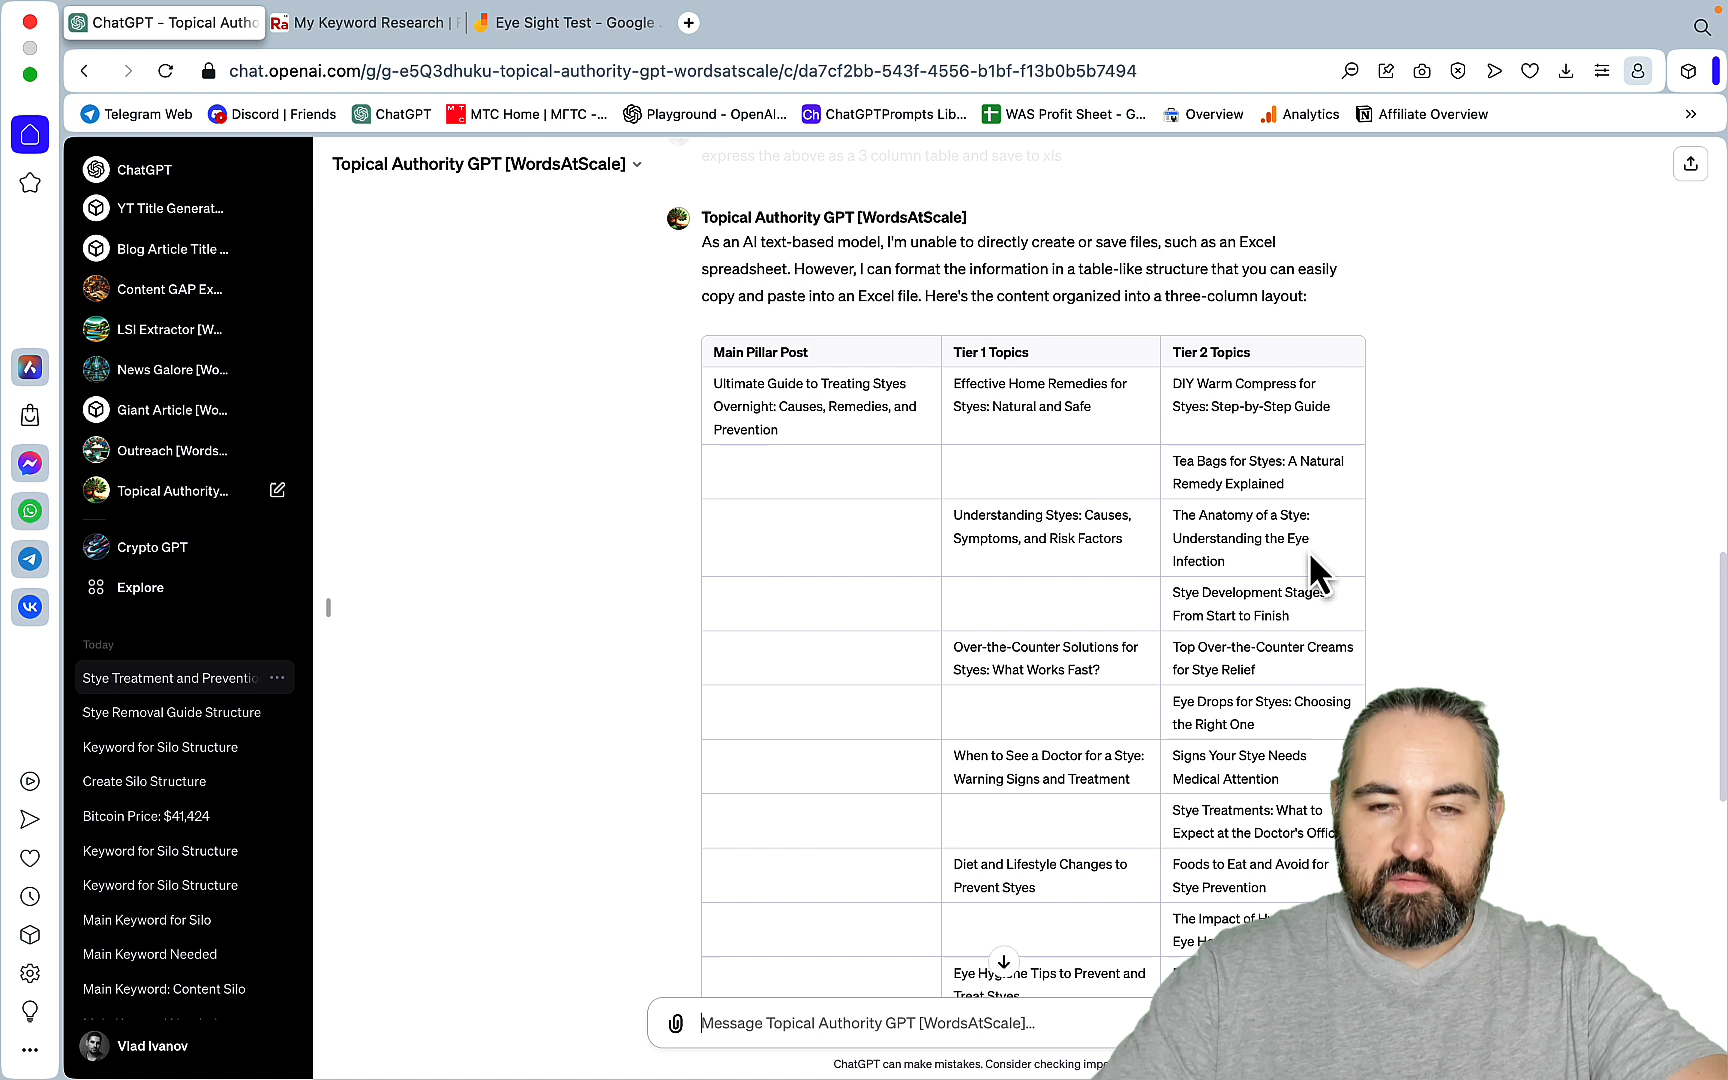 ChatGPT - Topical Autho
Ra
My Keyword Research |
Eye Sight Test - Google
chat.openai.com/g/g-e5Q3dhuku-topical-authority-gpt-wordsatscale/c/da7cf2bb-543f-4556-b1bf-f13b0b5b7494
Telegram Web
Discord | Friends
ChatGPT
МТС Home | МГТС -...
Playground - OpenAI...
Ch
ChatGPTPrompts Lib...
WAS Profit Sheet - G...
Overview
Analytics
Affiliate Overview
ChatGPT
YT Title Generat...
Blog Article Title ...
Content GAP Ex...
LSI Extractor [W...
News Galore [Wo...
Giant Article [Wo...
Outreach [Words...
Topical Authority...
Crypto GPT
Explore
Today
Stye Treatment and Preventio
Stye Removal Guide Structure
Keyword for Silo Structure
Create Silo Structure
Bitcoin Price: $41,424
Keyword for Silo Structure
Keyword for Silo Structure
Main Keyword for Silo
Main Keyword Needed
Main Keyword: Content Silo
Vlad Ivanov
Topical Authority GPT [WordsAtScale]
express the above as a 3 column table and save to xls
Topical Authority GPT [WordsAtScale]
As an AI text-based model, I'm unable to directly create or save files, such as an Excel
spreadsheet. However, I can format the information in a table-like structure that you can easily
copy and paste into an Excel file. Here's the content organized into a three-column layout:
Main Pillar Post
Tier 1 Topics
Tier 2 Topics
Ultimate Guide to Treating Styes
Overnight: Causes, Remedies, and
Prevention
Effective Home Remedies for
Styes: Natural and Safe
DIY Warm Compress for
Styes: Step-by-Step Guide
Tea Bags for Styes: A Natural
Remedy Explained
Understanding Styes: Causes,
Symptoms, and Risk Factors
The Anatomy of a Stye:
Understanding the Eye
Infection
Stye Development Stages
From Start to Finish
Over-the-Counter Solutions for
Styes: What Works Fast?
Top Over-the-Counter Creams
for Stye Relief
Eye Drops for Styes: Choosing
the Right One
When to See a Doctor for a Stye:
Warning Signs and Treatment
Signs Your Stye Needs
Medical Attention
Stye Treatments: What to
Expect at the Doctor's Offic
Diet and Lifestyle Changes to
Prevent Styes
Foods to Eat and Avoid for
Stye Prevention
The Impact of
Eye
Eye Hygiene Tips to Prevent and
Treat Styes
Message Topical Authority GPT [WordsAtScale]...
ChatGPT can make mistakes. Consider checking